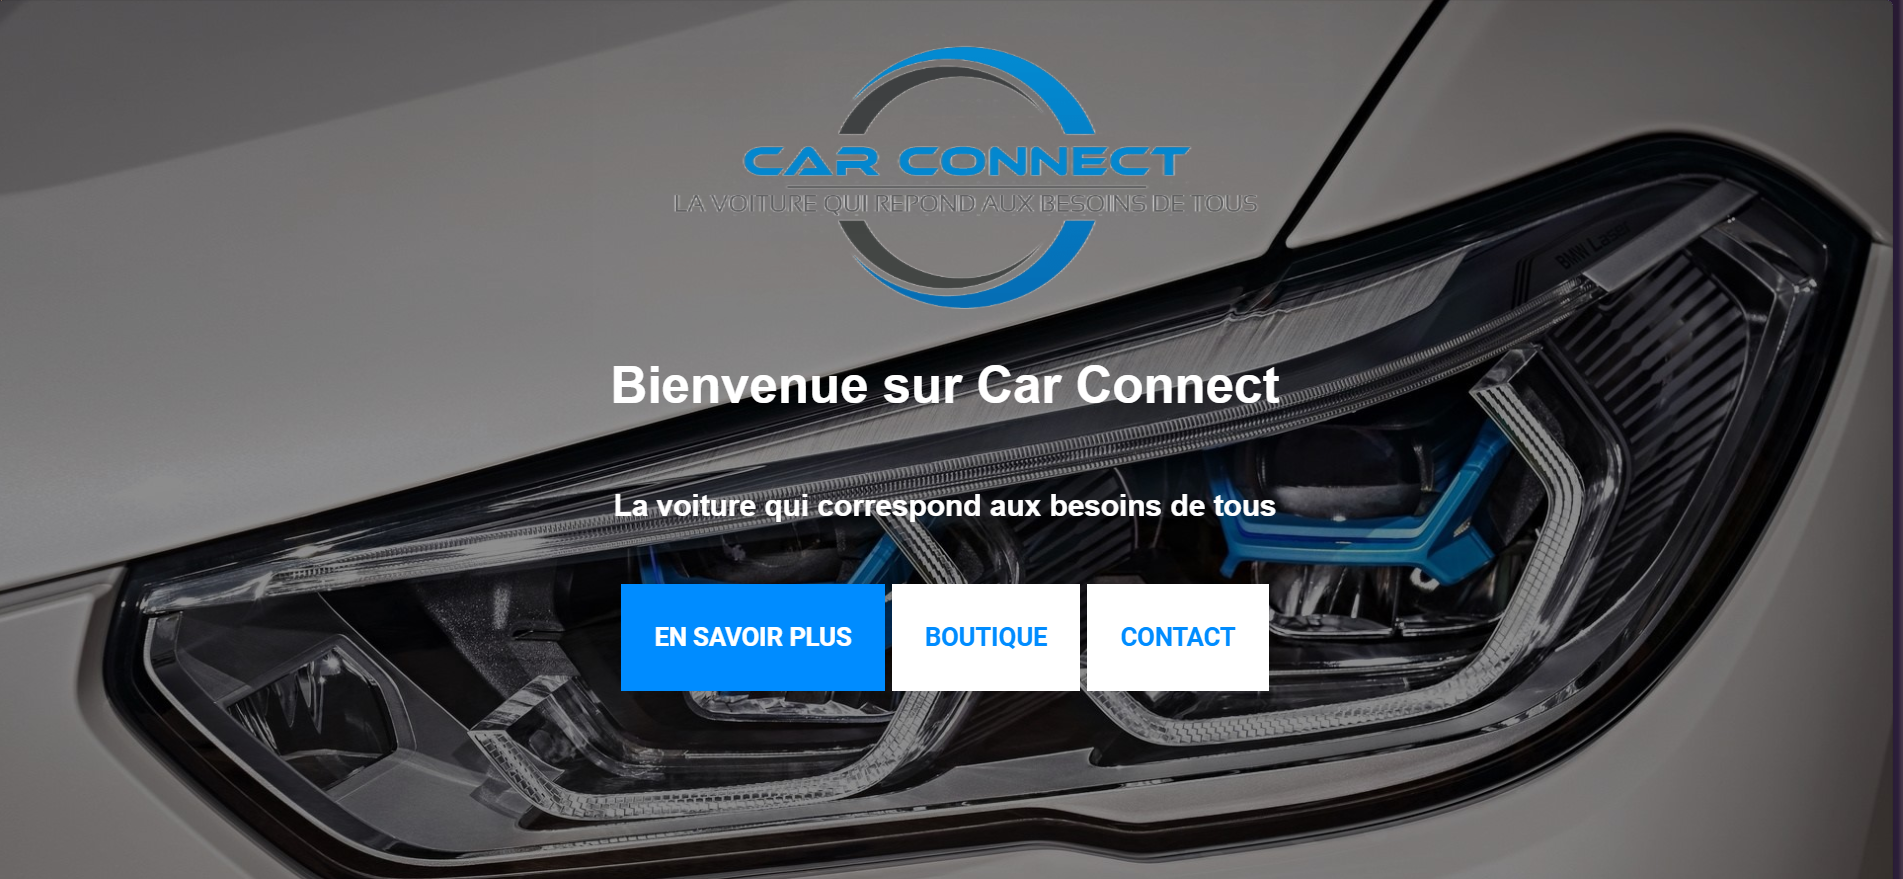 CAR CONNECT
LA VOITURE QUI REPOND AUX BESOINS DE TOUS
BMW Laser
Bienvenue sur Car Connect
La voiture qui correspond aux besoins de tous
EN SAVOIR PLUS
BOUTIQUE
CONTACT